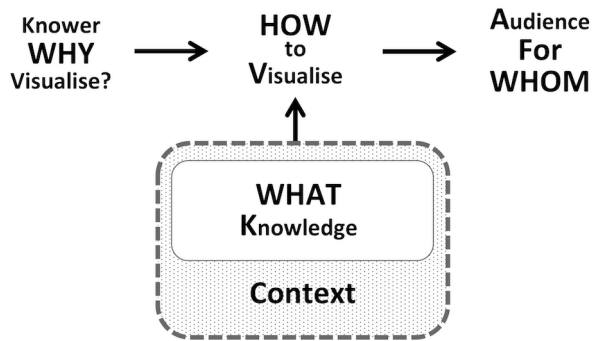 Knower
WHY
Visualise?
HOW
to
Visualise
Audience
For
WHOM
WHAT
Knowledge
Context